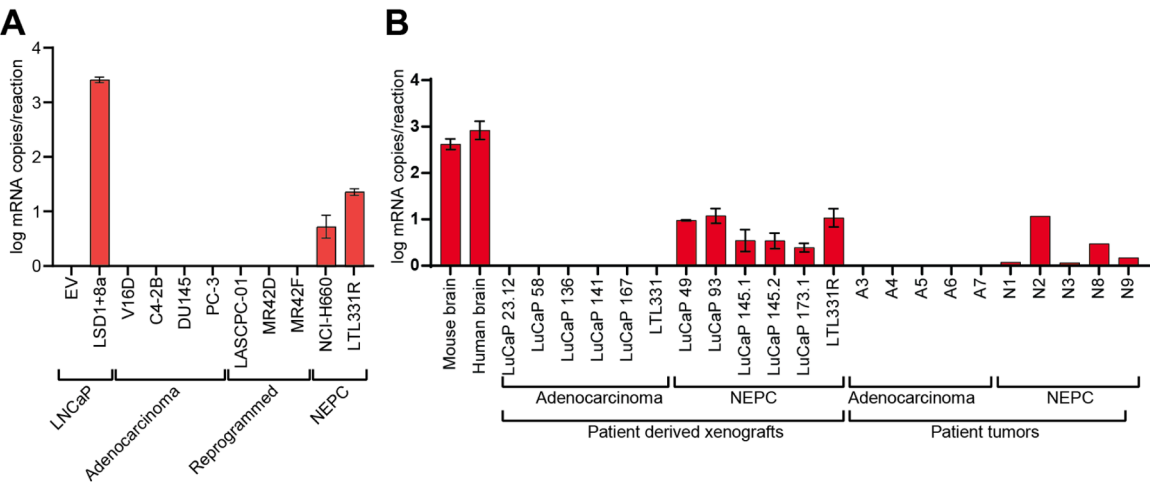 A
log mRNA copies/reaction
4
3
2
1
0
EV
LSD1+8a
V16D
C4-2B
DU145
PC-3
LASCPC-01
MR42D
MR42F
NCI-H660
LTL331R
LNCaP
Adenocarcinoma
Reprogrammed
NEPC
B
log mRNA copies/reaction
4
3
2
1
0
Mouse brain
Human brain
LuCaP 23.12
LuCaP 58
LuCaP 136
LuCaP 141
LuCaP 167
LTL331
LuCaP 49
LuCaP 93
LuCaP 145.1
LuCaP 145.2
LuCaP 173.1
LTL331R
A3
A4
A5
A6
A7
N1
N2
N3
N8
N9
Adenocarcinoma
NEPC
Adenocarcinoma
NEPC
Patient derived xenografts
Patient tumors